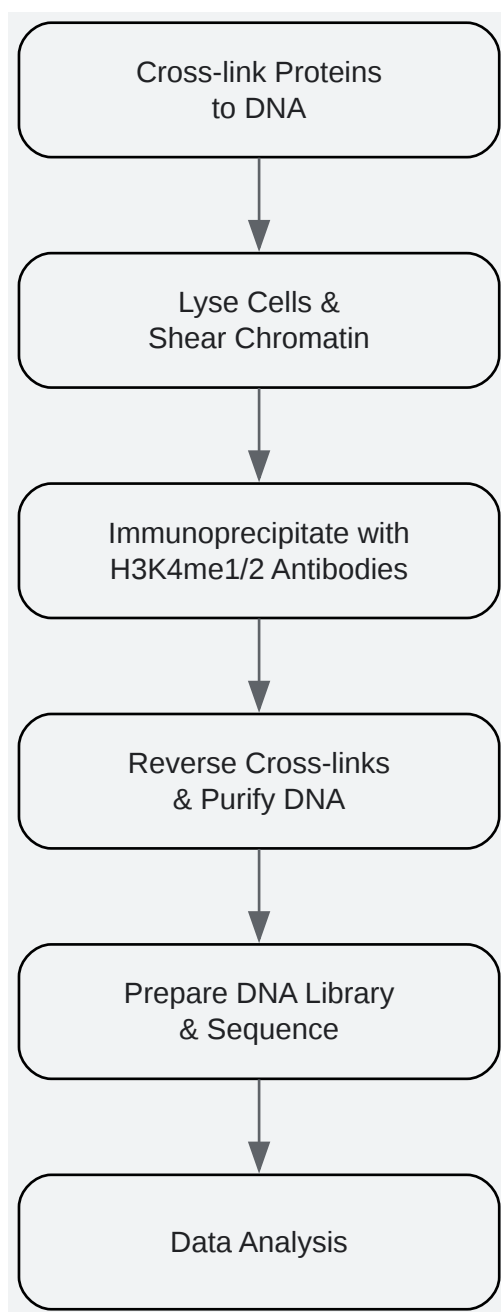 Cross-link Proteins
to DNA
Lyse Cells &
Shear Chromatin
Immunoprecipitate with
H3K4me1/2 Antibodies
Reverse Cross-links
& Purify DNA
Prepare DNA Library
& Sequence
Data Analysis